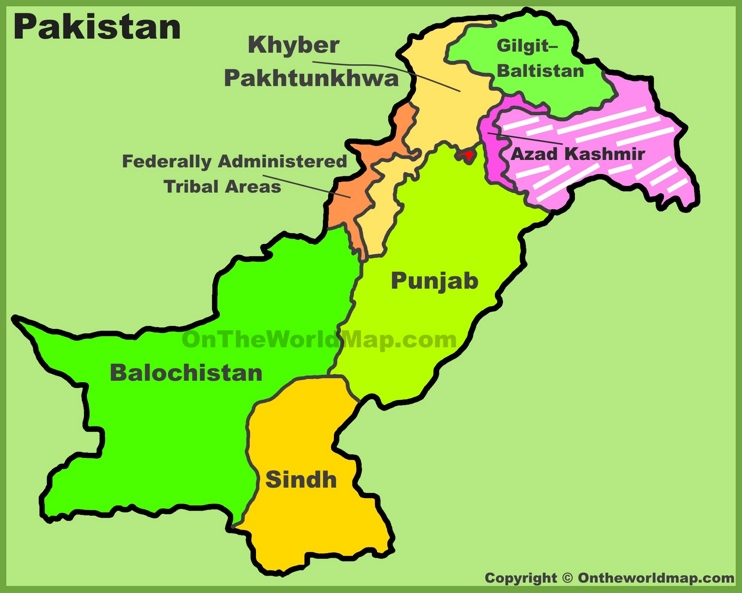 Pakistan
Khyber
Pakhtunkhwa
Gilgit–
Baltistan
Azad Kashmir
Federally Administered
Tribal Areas
Punjab
OnTheWorldMap.com
Balochistan
Sindh
Copyright © Ontheworldmap.com